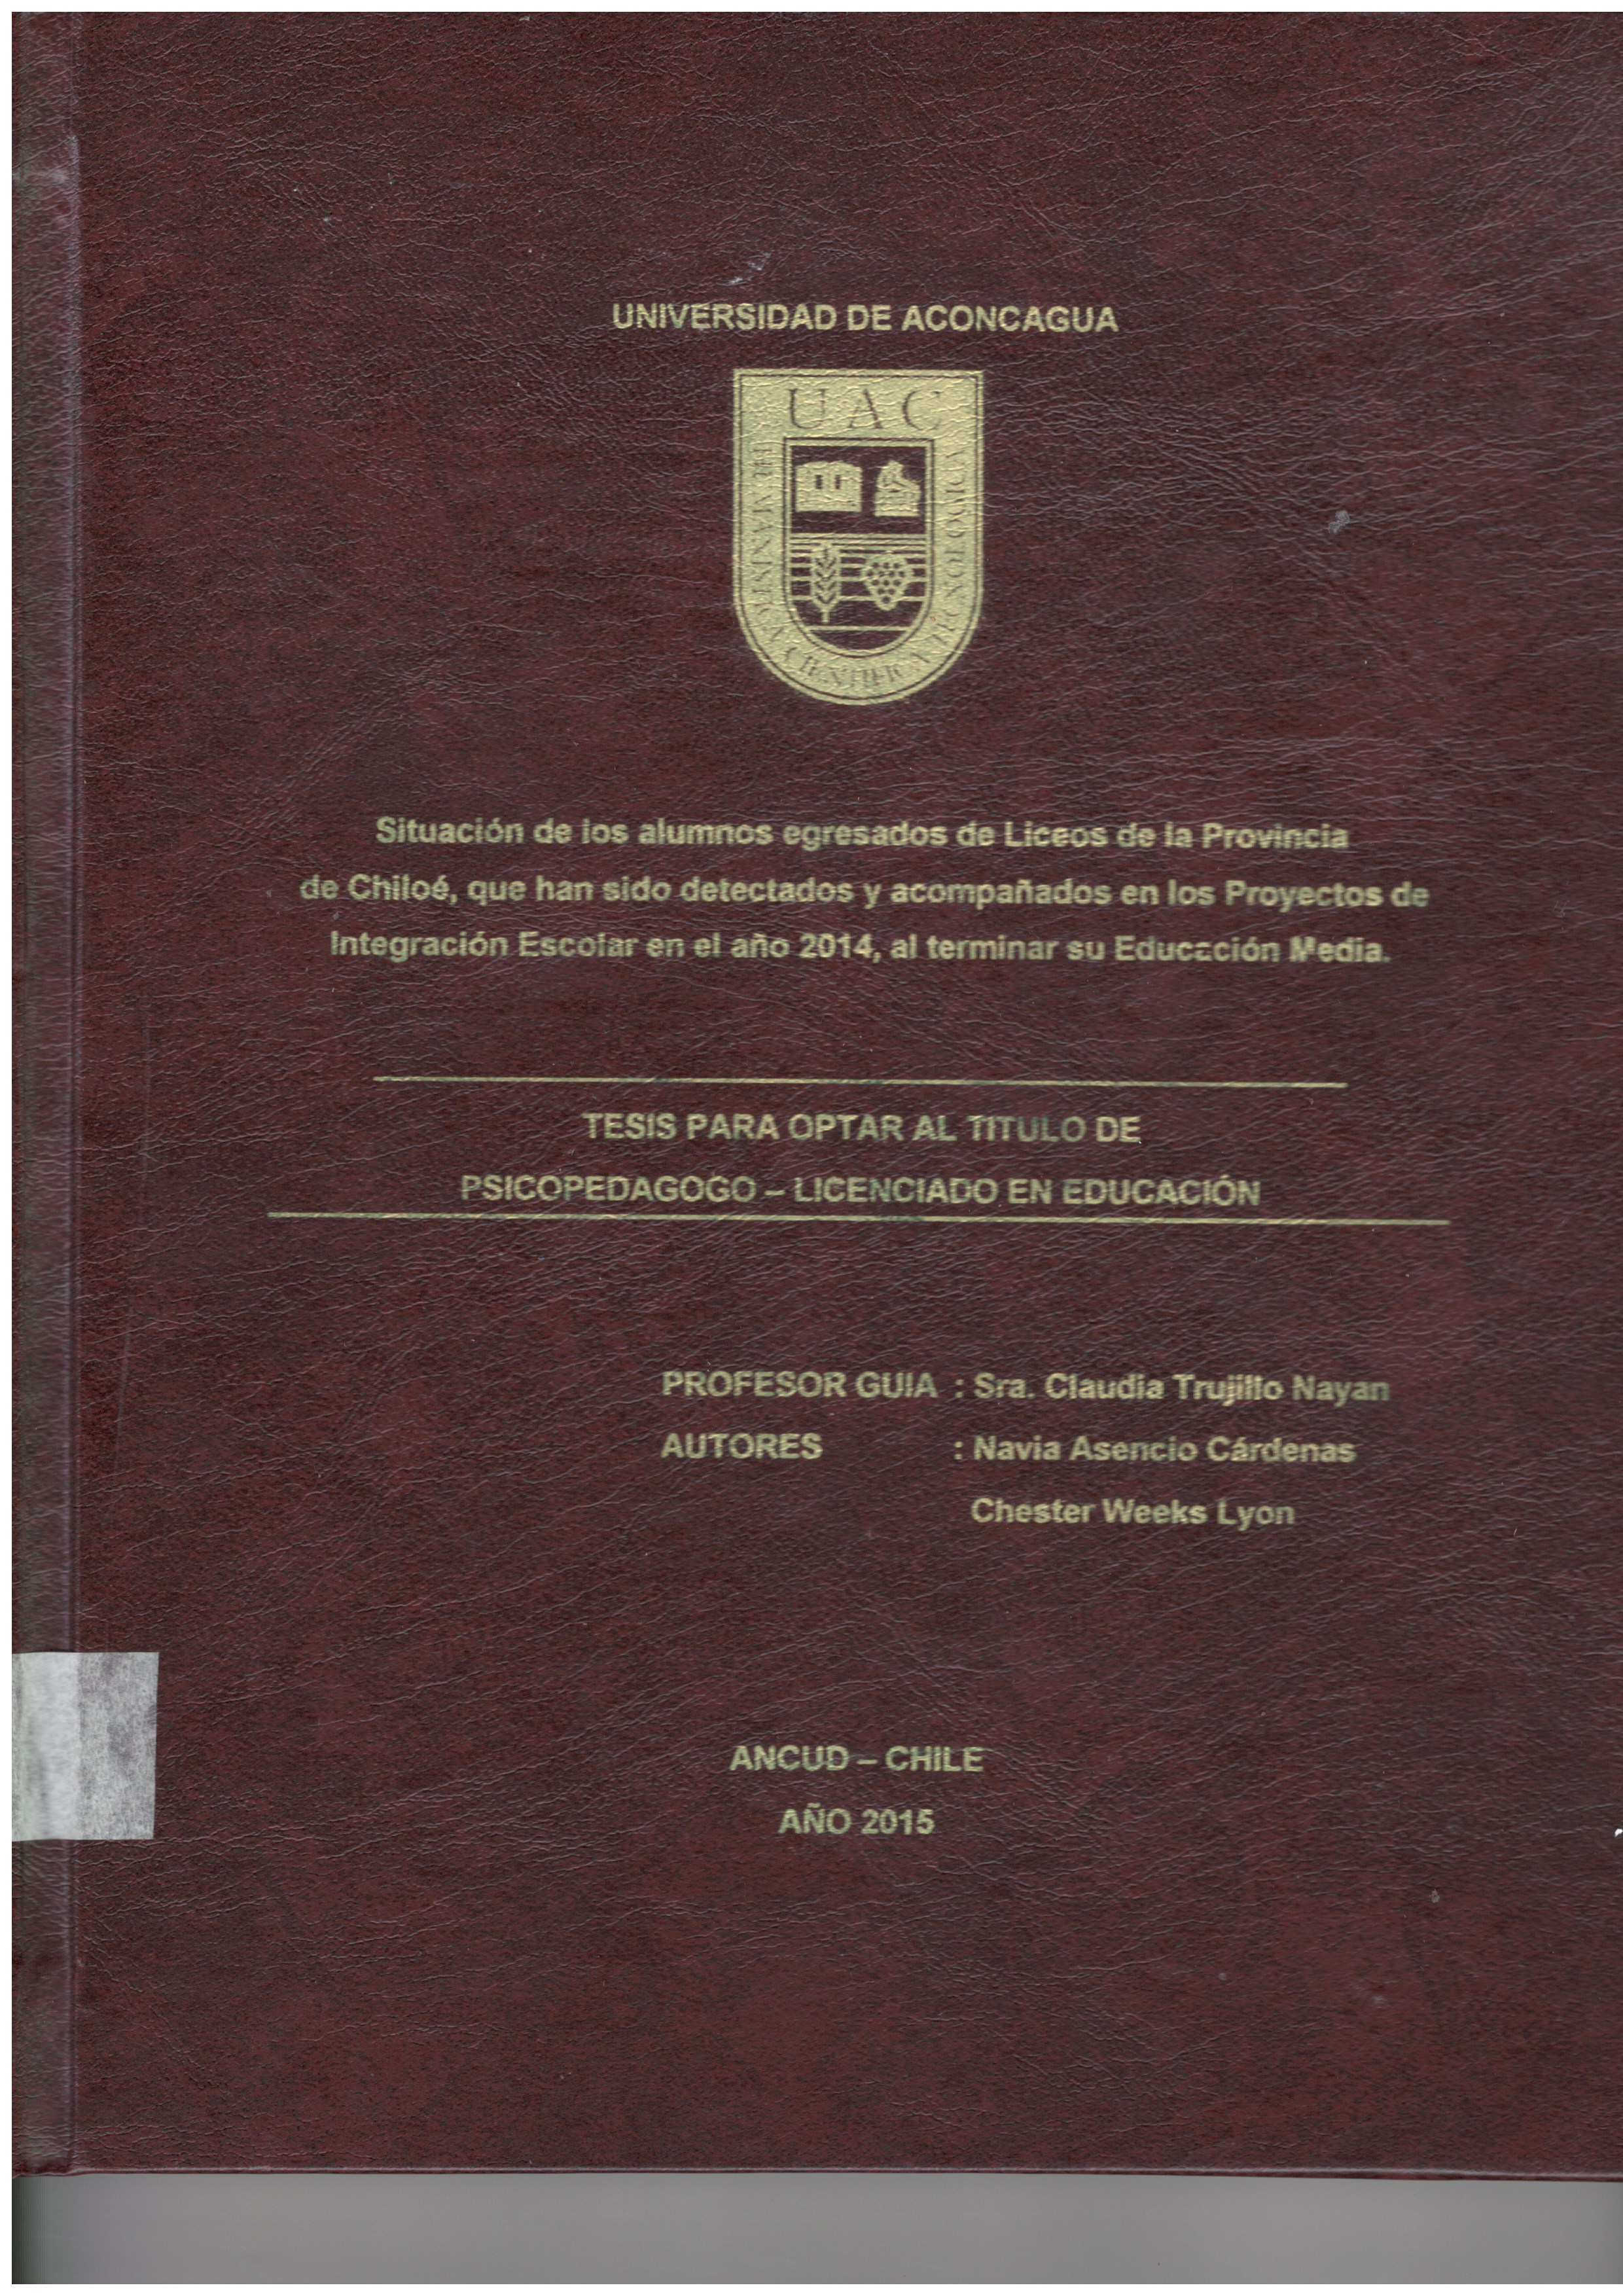 UNIVERSIDAD DE ACONCAGUA
UAC
HUMANISTA CIENTIFICA TECNOLOGICA
Situación de los alumnos egresados de Liceos de la Provincia
de Chiloé, que han sido detectados y acompañados en los Proyectos de
Integración Escolar en el año 2014, al terminar su Educación Media.
TESIS PARA OPTAR AL TITULO DE
PSICOPEDAGOGO – LICENCIADO EN EDUCACIÓN
PROFESOR GUIA : Sra. Claudia Trujillo Nayan
AUTORES : Navia Asencio Cárdenas
Chester Weeks Lyon
ANCUD – CHILE
AÑO 2015